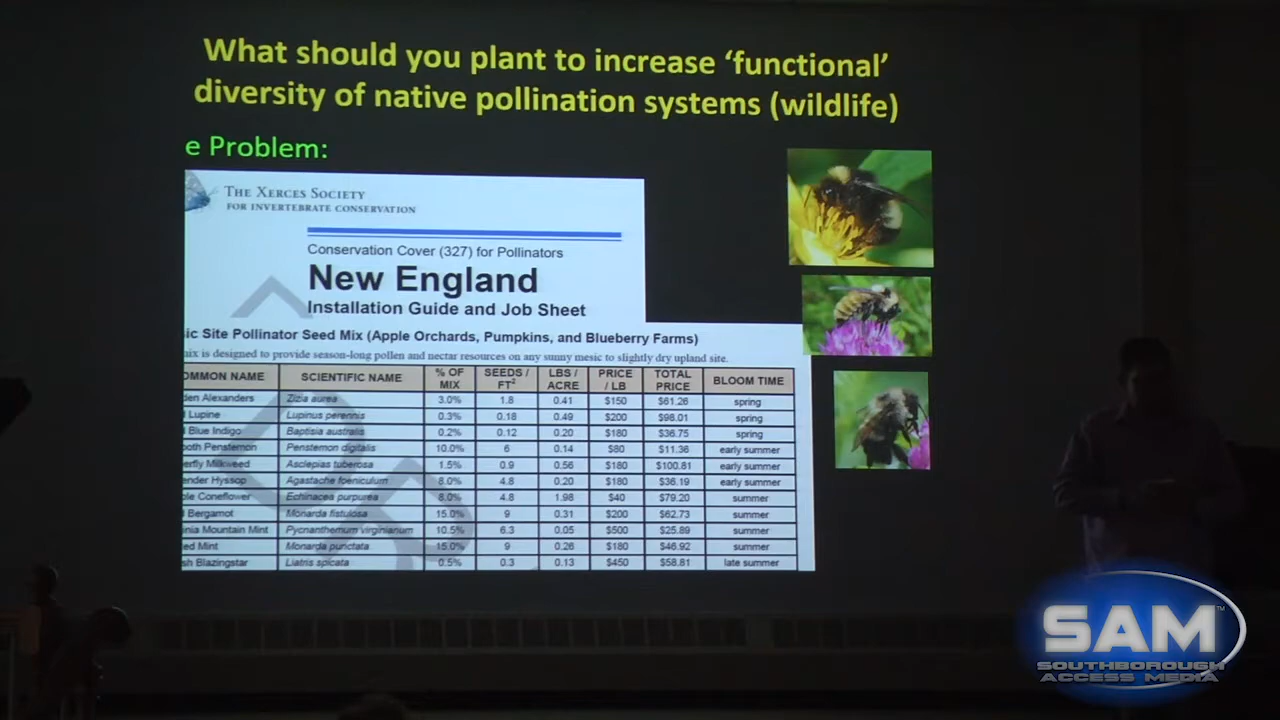 What should you plant to increase ‘functional’
diversity of native pollination systems (wildlife)
e Problem:
THE XERCES SOCIETY
FOR INVERTEBRATE CONSERVATION
Conservation Cover (327) for Pollinators
New England
Installation Guide and Job Sheet
ic Site Pollinator Seed Mix (Apple Orchards, Pumpkins, and Blueberry Farms)
nix is designed to provide season-long pollen and nectar resources on any sunny mesic to slightly dry upland site.
OMMON NAME SCIENTIFIC NAME % OF MIX SEEDS / FT² LBS / ACRE PRICE / LB TOTAL PRICE BLOOM TIME
den Alexanders Zizia aurea 3.0% 1.8 0.41 $150 $61.26 spring
Lupine Lupinus perennis 0.3% 0.18 0.49 $200 $98.01 spring
Blue Indigo Baptisia australis 0.2% 0.12 0.20 $180 $36.75 spring
oth Penstemon Penstemon digitalis 10.0% 6 0.14 $80 $11.36 early summer
erfly Milkweed Asclepias tuberosa 1.5% 0.9 0.56 $180 $100.81 early summer
ender Hyssop Agastache foeniculum 8.0% 4.8 0.20 $180 $36.19 early summer
ple Coneflower Echinacea purpurea 8.0% 4.8 1.98 $40 $79.20 summer
Bergamot Monarda fistulosa 15.0% 9 0.31 $200 $62.73 summer
inia Mountain Mint Pycnanthemum virginianum 10.5% 6.3 0.05 $500 $25.89 summer
ed Mint Monarda punctata 15.0% 9 0.26 $180 $46.92 summer
sh Blazingstar Liatris spicata 0.5% 0.3 0.13 $450 $58.81 late summer
SAM™
SOUTHBOROUGH
ACCESS MEDIA